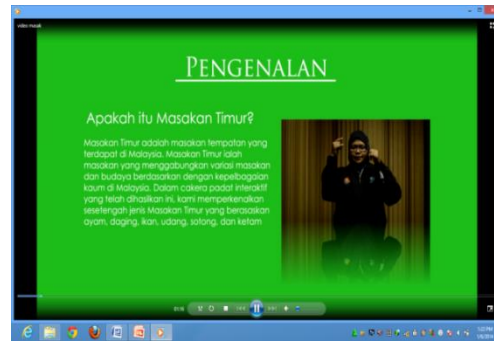 video masak
PENGENALAN
Apakah itu Masakan Timur?
Masakan Timur adalah masakan tempatan yang
terdapat di Malaysia. Masakan Timur ialah
masakan yang menggabungkan variasi masakan
dan budaya berdasarkan dengan kepelbagaian
kaum di Malaysia. Dalam cakera padat interaktif
yang telah dihasilkan ini, kami memperkenalkan
sesetengah jenis Masakan Timur yang berasaskan
ayam, daging, ikan, udang, sotong, dan ketam